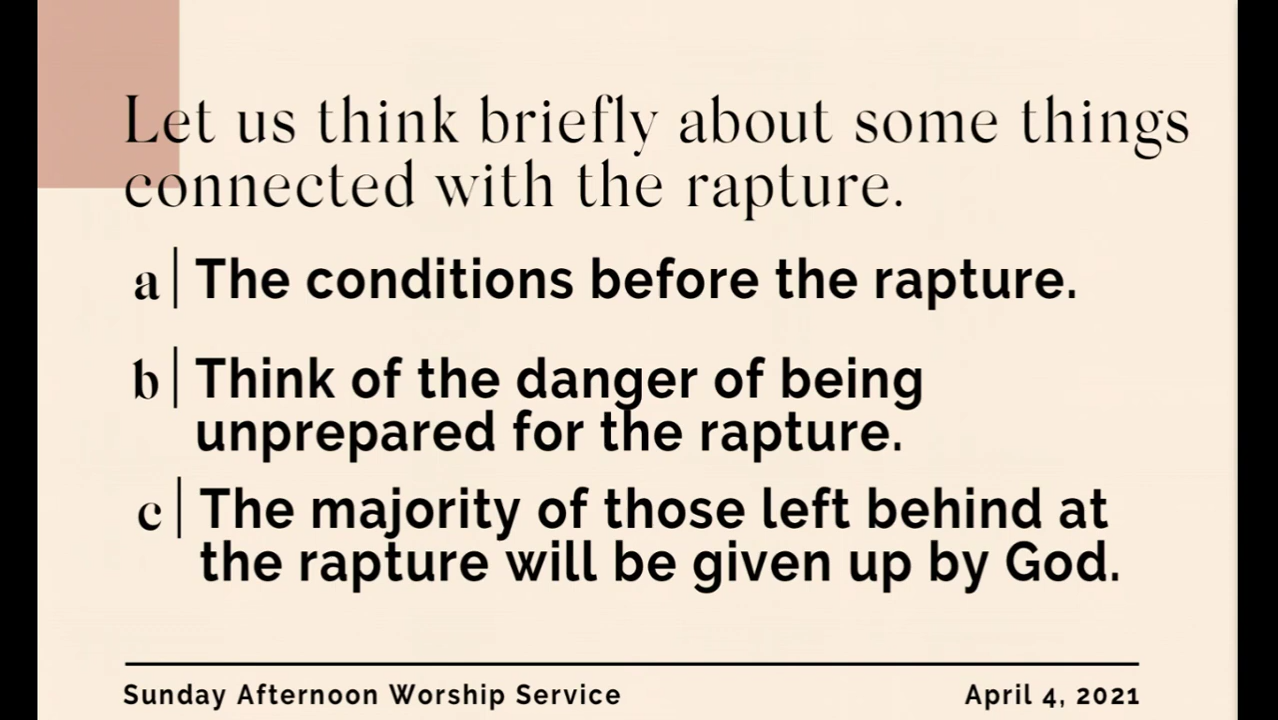 Let us think briefly about some things
connected with the rapture.
a| The conditions before the rapture.
b| Think of the danger of being
unprepared for the rapture.
c| The majority of those left behind at
the rapture will be given up by God.
Sunday Afternoon Worship Service
April 4, 2021